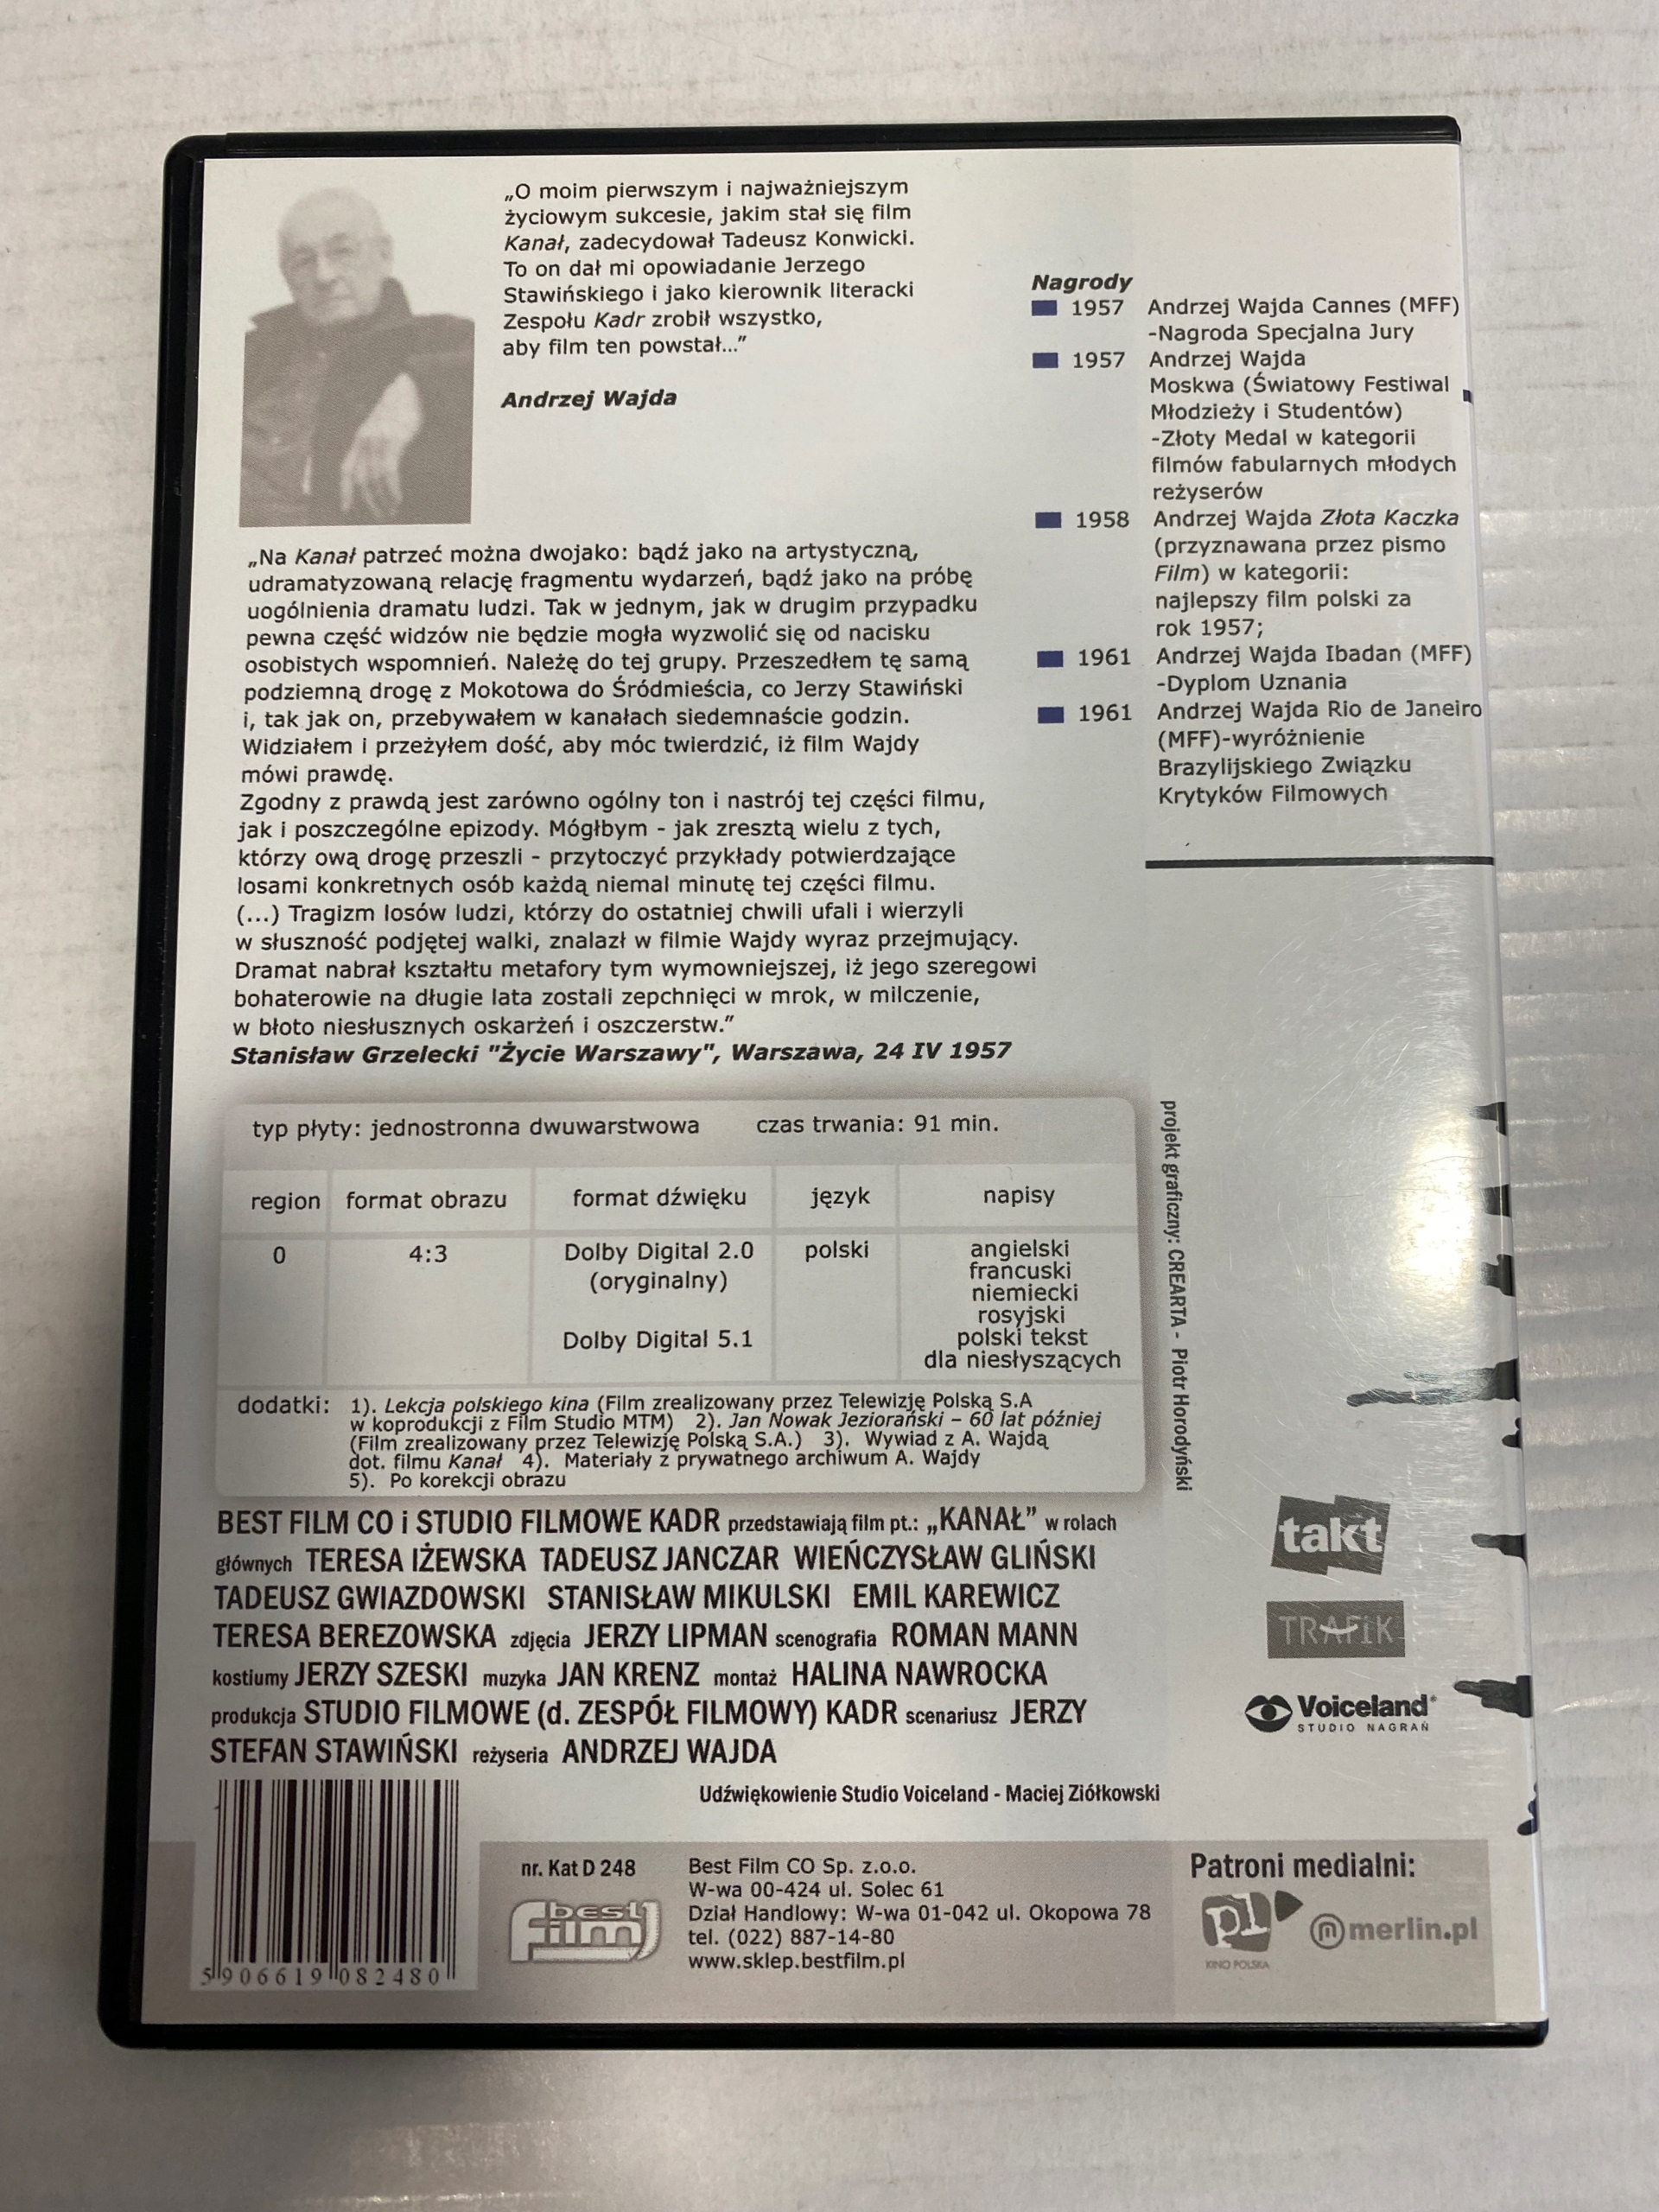 „O moim pierwszym i najważniejszym
życiowym sukcesie, jakim stał się film
Kanał, zadecydował Tadeusz Konwicki.
To on dał mi opowiadanie Jerzego
Stawińskiego i jako kierownik literacki
Zespołu Kadr zrobił wszystko,
aby film ten powstał...”
Andrzej Wajda
Nagrody
1957 Andrzej Wajda Cannes (MFF)
-Nagroda Specjalna Jury
1957 Andrzej Wajda
Moskwa (Światowy Festiwal
Młodzieży i Studentów)
-Złoty Medal w kategorii
filmów fabularnych młodych
reżyserów
1958 Andrzej Wajda Złota Kaczka
(przyznawana przez pismo
Film) w kategorii:
najlepszy film polski za
rok 1957;
1961 Andrzej Wajda Ibadan (MFF)
-Dyplom Uznania
1961 Andrzej Wajda Rio de Janeiro
(MFF)-wyróżnienie
Brazylijskiego Związku
Krytyków Filmowych
„Na Kanał patrzeć można dwojako: bądź jako na artystyczną,
udramatyzowaną relację fragmentu wydarzeń, bądź jako na próbę
uogólnienia dramatu ludzi. Tak w jednym, jak w drugim przypadku
pewna część widzów nie będzie mogła wyzwolić się od nacisku
osobistych wspomnień. Należę do tej grupy. Przeszedłem tę samą
podziemną drogę z Mokotowa do Śródmieścia, co Jerzy Stawiński
i, tak jak on, przebywałem w kanałach siedemnaście godzin.
Widziałem i przeżyłem dość, aby móc twierdzić, iż film Wajdy
mówi prawdę.
Zgodny z prawdą jest zarówno ogólny ton i nastrój tej części filmu,
jak i poszczególne epizody. Mógłbym - jak zresztą wielu z tych,
którzy ową drogę przeszli - przytoczyć przykłady potwierdzające
losami konkretnych osób każdą niemal minutę tej części filmu.
(...) Tragizm losów ludzi, którzy do ostatniej chwili ufali i wierzyli
w słuszność podjętej walki, znalazł w filmie Wajdy wyraz przejmujący.
Dramat nabrał kształtu metafory tym wymowniejszej, iż jego szeregowi
bohaterowie na długie lata zostali zepchnięci w mrok, w milczenie,
w błoto niesłusznych oskarżeń i oszczerstw.”
Stanisław Grzelecki "Życie Warszawy", Warszawa, 24 IV 1957
typ płyty: jednostronna dwuwarstwowa czas trwania: 91 min.
region format obrazu format dźwięku język napisy
0 4:3 Dolby Digital 2.0 polski angielski
(oryginalny) francuski
niemiecki
rosyjski
Dolby Digital 5.1 polski tekst
dla niesłyszących
dodatki: 1). Lekcja polskiego kina (Film zrealizowany przez Telewizję Polską S.A
w koprodukcji z Film Studio MTM) 2). Jan Nowak Jeziorański – 60 lat później
(Film zrealizowany przez Telewizję Polską S.A.) 3). Wywiad z A. Wajdą
dot. filmu Kanał 4). Materiały z prywatnego archiwum A. Wajdy
5). Po korekcji obrazu
projekt graficzny: CREARTA - Piotr Horodyński
BEST FILM CO i STUDIO FILMOWE KADR przedstawiają film pt.: „KANAŁ” w rolach
głównych TERESA IŻEWSKA TADEUSZ JANCZAR WIEŃCZYSŁAW GLIŃSKI
TADEUSZ GWIAZDOWSKI STANISŁAW MIKULSKI EMIL KAREWICZ
TERESA BEREZOWSKA zdjęcia JERZY LIPMAN scenografia ROMAN MANN
kostiumy JERZY SZESKI muzyka JAN KRENZ montaż HALINA NAWROCKA
produkcja STUDIO FILMOWE (d. ZESPÓŁ FILMOWY) KADR scenariusz JERZY
STEFAN STAWIŃSKI reżyseria ANDRZEJ WAJDA
takt
TRAFiK
Voiceland
STUDIO NAGRAŃ
Udźwiękowienie Studio Voiceland - Maciej Ziółkowski
5 906619 082480
nr. Kat D 248
best film
Best Film CO Sp. z.o.o.
W-wa 00-424 ul. Solec 61
Dział Handlowy: W-wa 01-042 ul. Okopowa 78
tel. (022) 887-14-80
www.sklep.bestfilm.pl
Patroni medialni:
pl
KINO POLSKA
merlin.pl